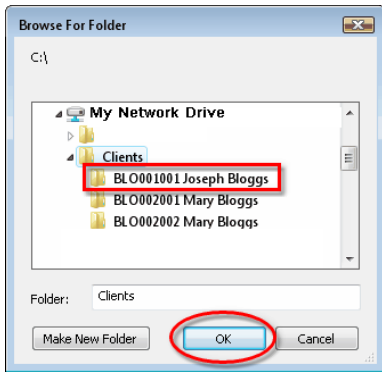 Browse For Folder
C:\
My Network Drive
Clients
BLO001001 Joseph Bloggs
BLO002001 Mary Bloggs
BLO002002 Mary Bloggs
Folder: Clients
Make New Folder OK Cancel